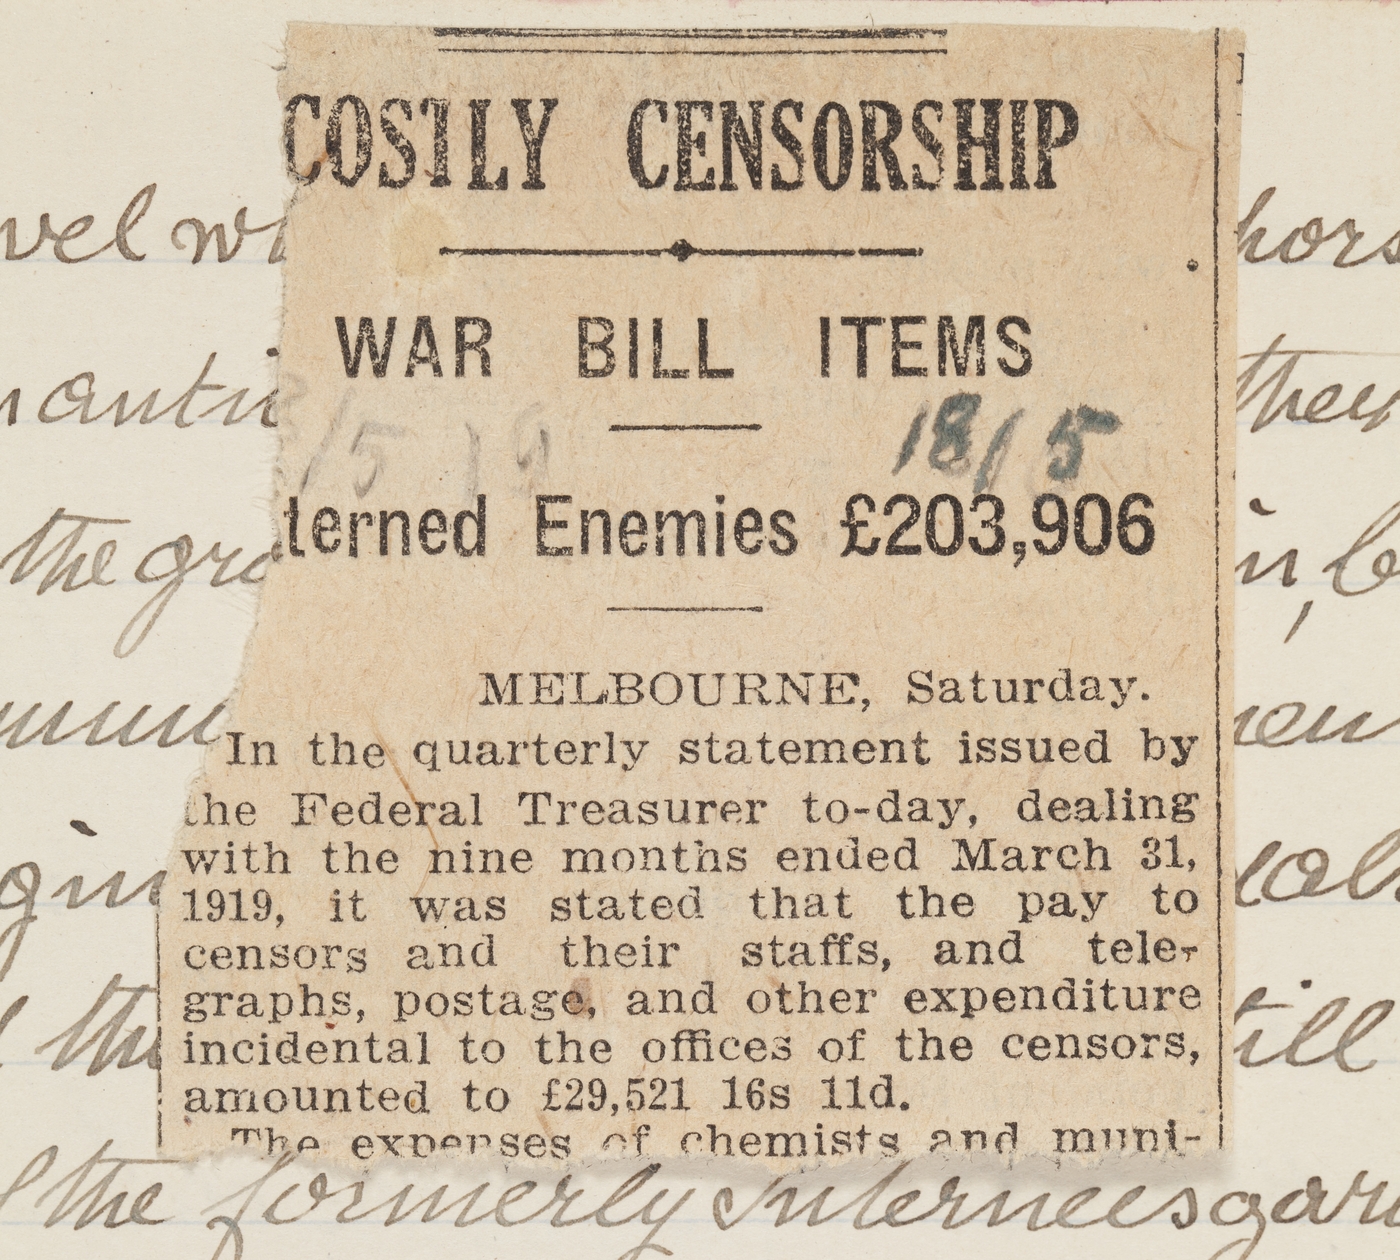 COSTLY CENSORSHIP
WAR BILL ITEMS
18/5
terned Enemies £203,906
MELBOURNE, Saturday.
In the quarterly statement issued by
the Federal Treasurer to-day, dealing
with the nine months ended March 31,
1919, it was stated that the pay to
censors and their staffs, and tele-
graphs, postage, and other expenditure
incidental to the offices of the censors,
amounted to £29,521 16s 11d.
The expenses of chemists and muni-
vel
the
the
the formerly Internees